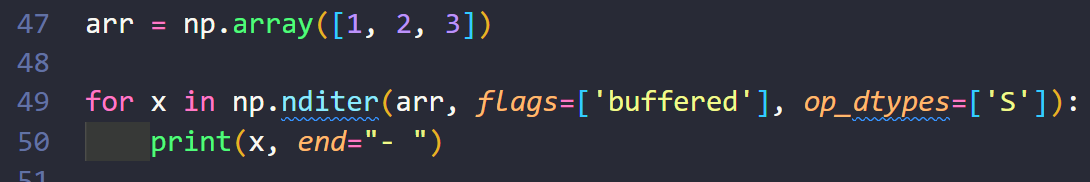 47 arr = np.array([1, 2, 3])
48
49 for x in np.nditer(arr, flags=['buffered'], op_dtypes=['S']):
50     print(x, end="- ")
51